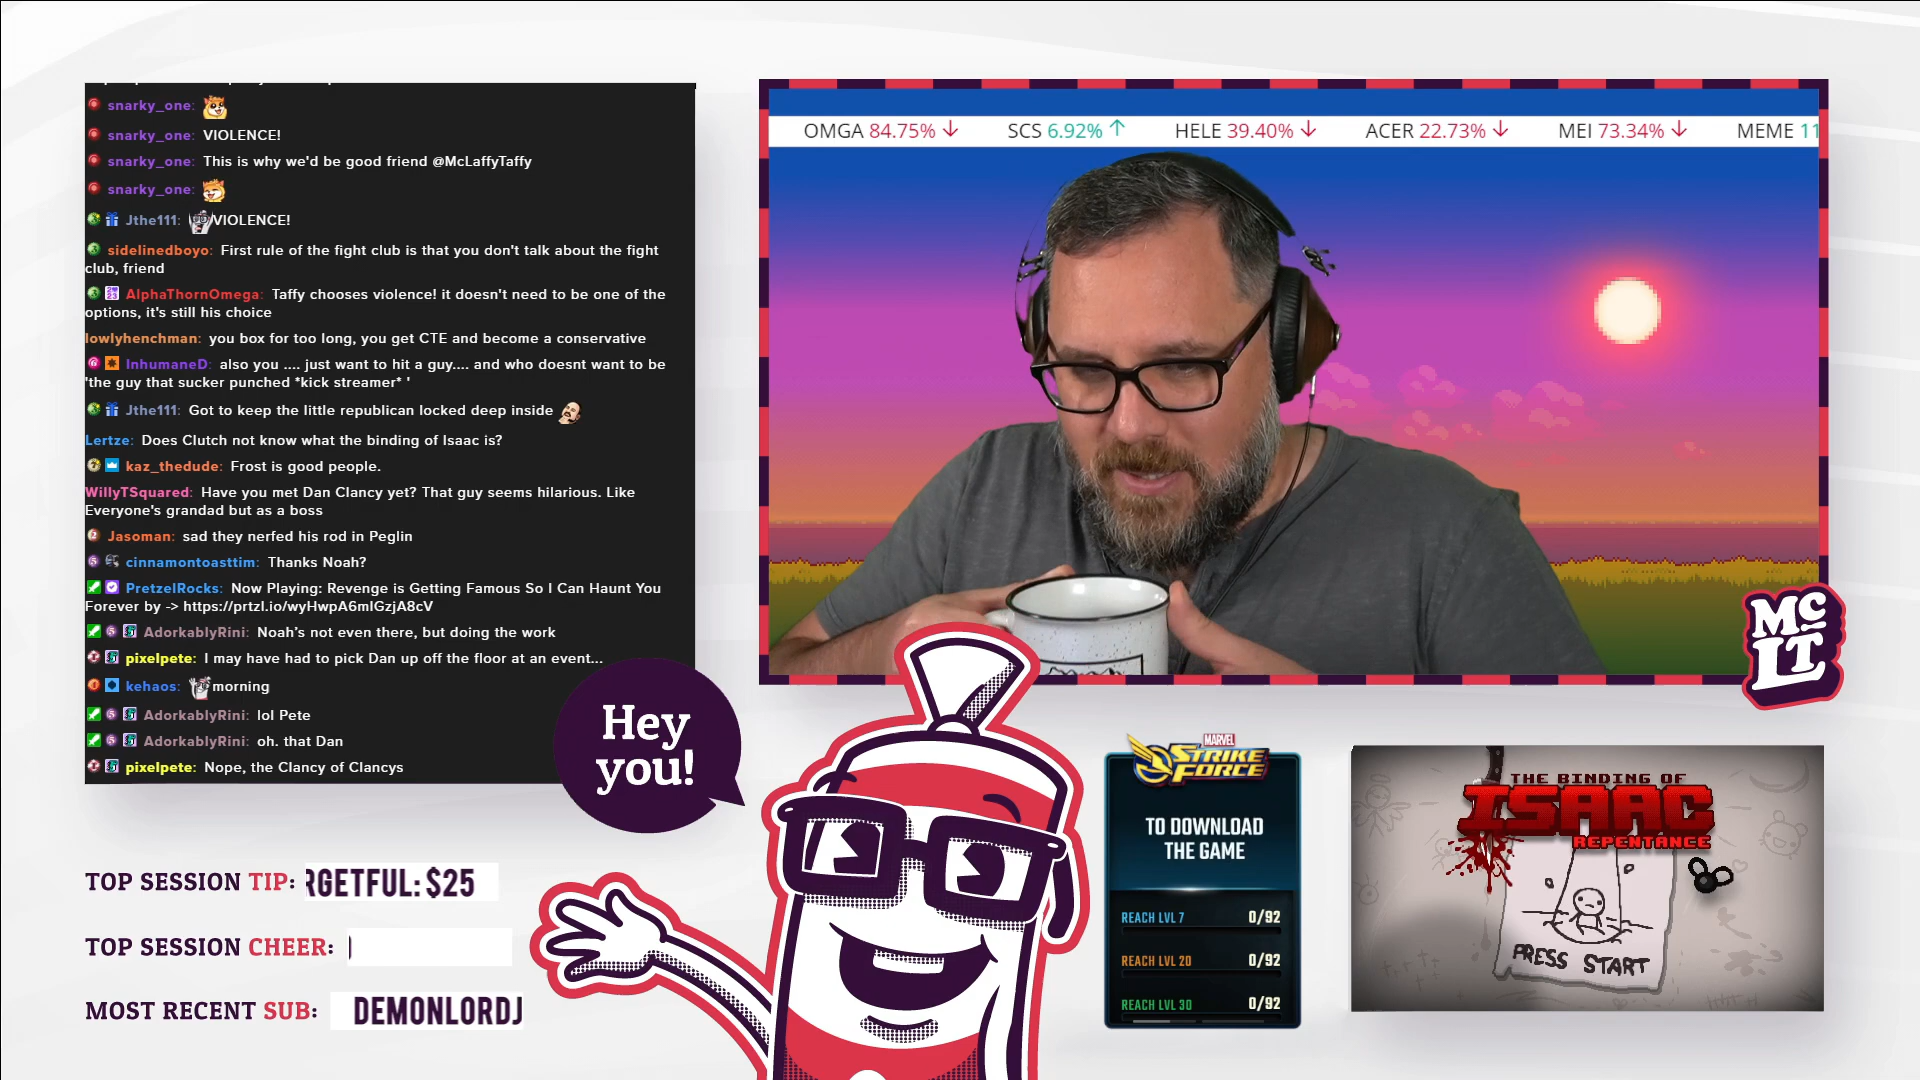 snarky_one:
snarky_one: VIOLENCE!
snarky_one: This is why we'd be good friend @McLaffyTaffy
snarky_one:
Jthe111: VIOLENCE!
sidelinedboyo: First rule of the fight club is that you don't talk about the fight
club, friend
AlphaThornOmega: Taffy chooses violence! it doesn't need to be one of the
options, it's still his choice
lowlyhenchman: you box for too long, you get CTE and become a conservative
InhumaneD: also you .... just want to hit a guy.... and who doesnt want to be
'the guy that sucker punched *kick streamer* '
Jthe111: Got to keep the little republican locked deep inside
Lertze: Does Clutch not know what the binding of Isaac is?
kaz_thedude: Frost is good people.
WillyTSquared: Have you met Dan Clancy yet? That guy seems hilarious. Like
Everyone's grandad but as a boss
Jasoman: sad they nerfed his rod in Peglin
cinnamontoasttim: Thanks Noah?
PretzelRocks: Now Playing: Revenge is Getting Famous So I Can Haunt You
Forever by -> https://prtzl.io/wyHwpA6mlGzjA8cV
AdorkablyRini: Noah's not even there, but doing the work
pixelpete: I may have had to pick Dan up off the floor at an event...
kehaos: morning
AdorkablyRini: lol Pete
AdorkablyRini: oh. that Dan
pixelpete: Nope, the Clancy of Clancys
OMGA 84.75% ↓ SCS 6.92% ↑ HELE 39.40% ↓ ACER 22.73% ↓ MEI 73.34% ↓ MEME 11
McLT
Hey
you!
TOP SESSION TIP: RGETFUL: $25
TOP SESSION CHEER:
MOST RECENT SUB: DEMONLORDJ
MARVEL
STRIKE
FORCE
TO DOWNLOAD
THE GAME
REACH LVL 7 0/92
REACH LVL 20 0/92
REACH LVL 30 0/92
THE BINDING OF
ISAAC
REPENTANCE
PRESS START